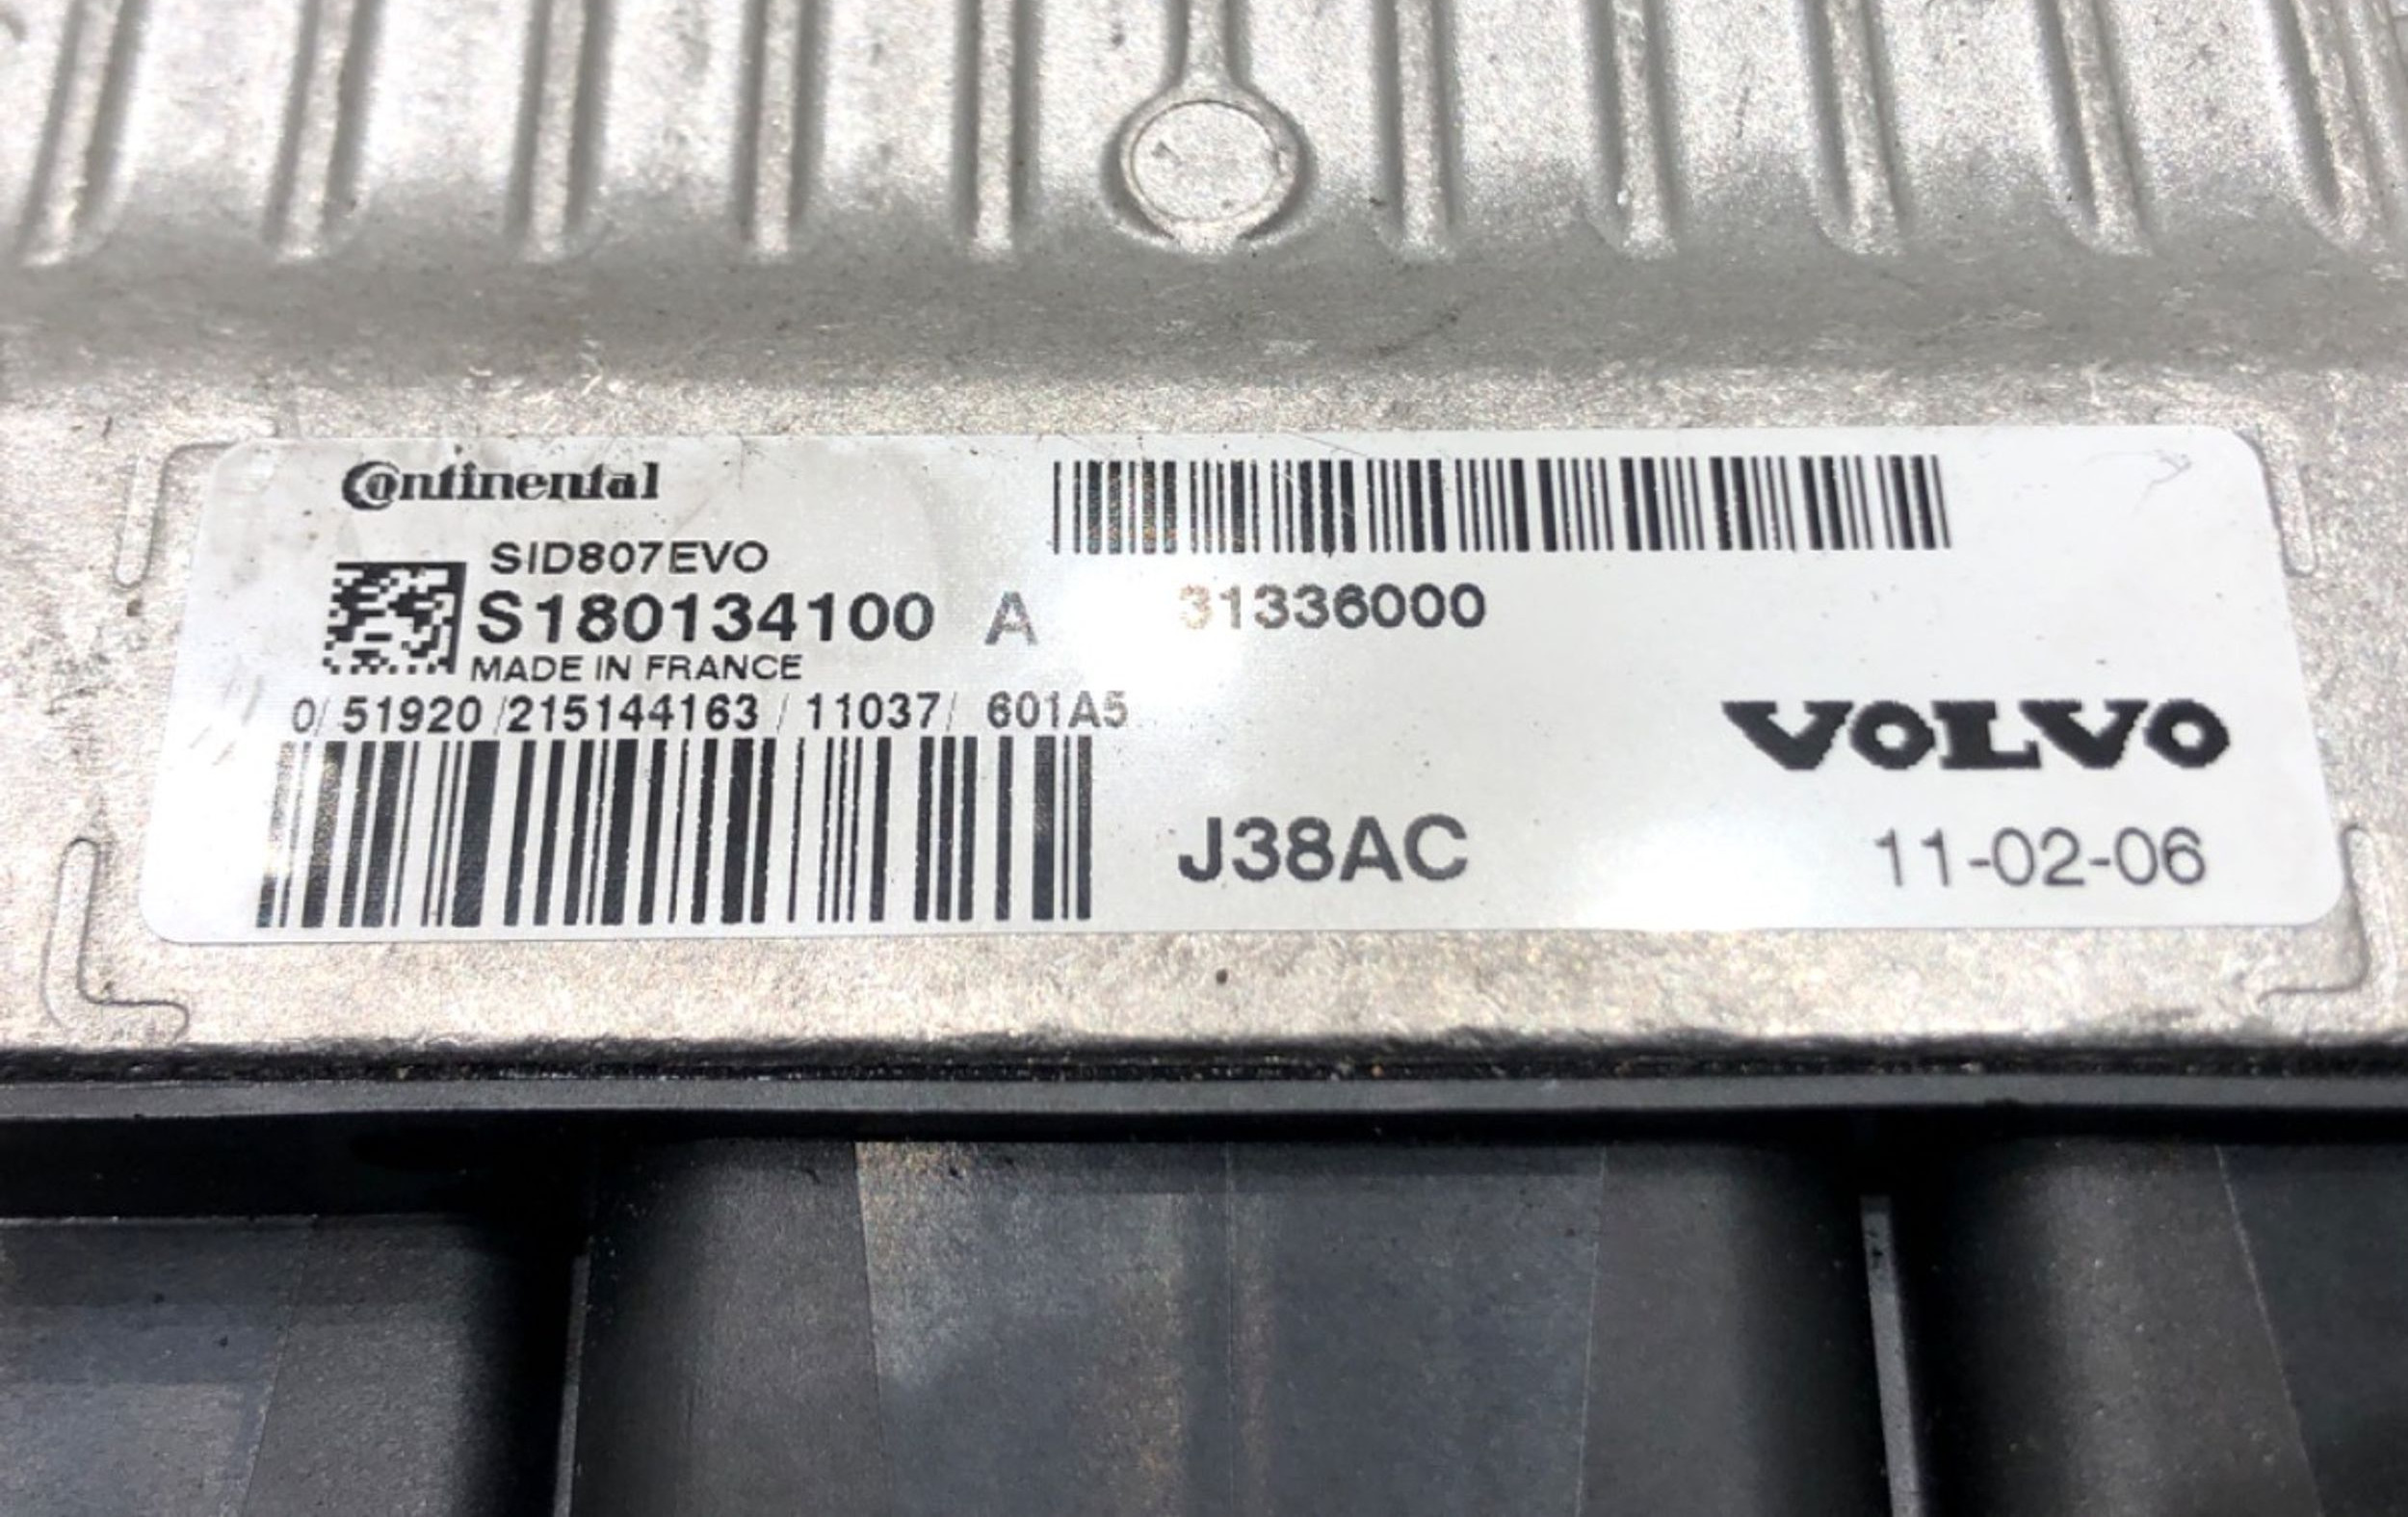 Continental
SID807EVO
S180134100 A
MADE IN FRANCE
0/ 51920 /215144163 / 11037/ 601A5
31336000
VOLVO
J38AC
11-02-06